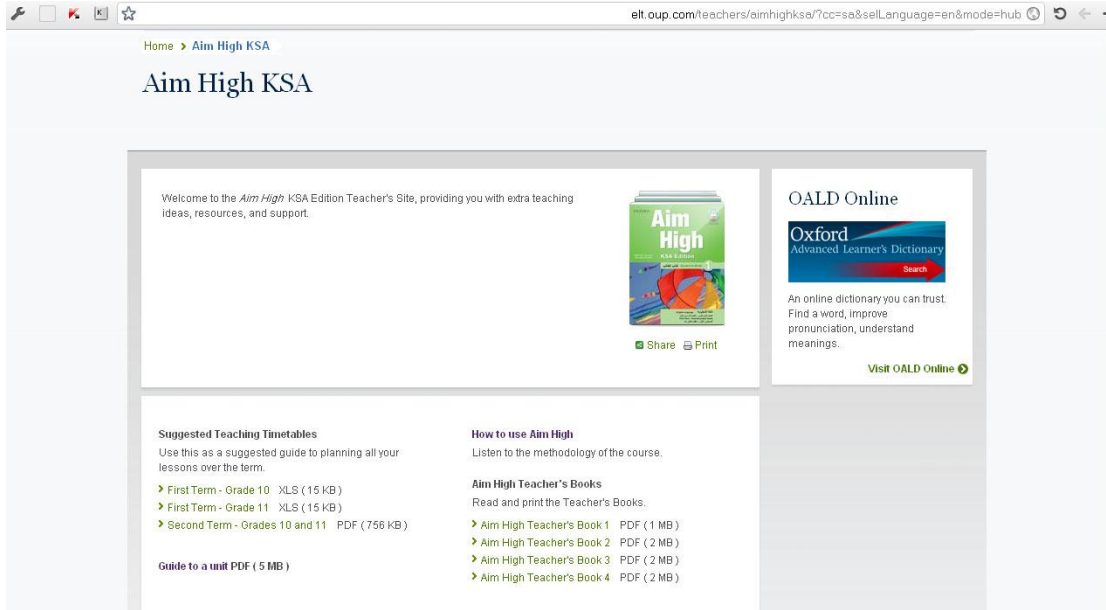 elt.oup.com/teachers/aimhighksa/?cc=sa&selLanguage=en&mode=hub
Home > Aim High KSA
Aim High KSA
Welcome to the Aim High KSA Edition Teacher's Site, providing you with extra teaching
ideas, resources, and support.
Aim
High
KSA Edition
1
Share Print
OALD Online
Oxford
Advanced Learner's Dictionary
Search
An online dictionary you can trust.
Find a word, improve
pronunciation, understand
meanings.
Visit OALD Online
Suggested Teaching Timetables
Use this as a suggested guide to planning all your
lessons over the term.
First Term - Grade 10 XLS ( 15 KB )
First Term - Grade 11 XLS ( 15 KB )
Second Term - Grades 10 and 11 PDF ( 756 KB )
Guide to a unit PDF ( 5 MB )
How to use Aim High
Listen to the methodology of the course.
Aim High Teacher's Books
Read and print the Teacher's Books.
Aim High Teacher's Book 1 PDF ( 1 MB )
Aim High Teacher's Book 2 PDF ( 2 MB )
Aim High Teacher's Book 3 PDF ( 2 MB )
Aim High Teacher's Book 4 PDF ( 2 MB )